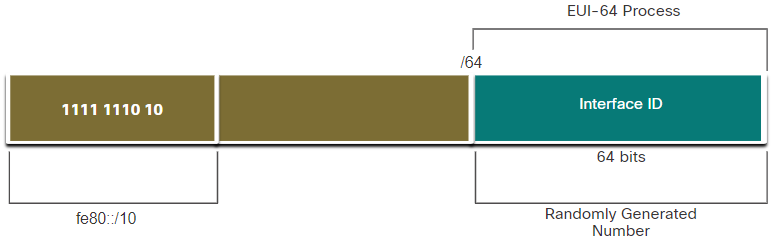 EUI-64 Process
/64
1111 1110 10
Interface ID
64 bits
fe80::/10
Randomly Generated
Number